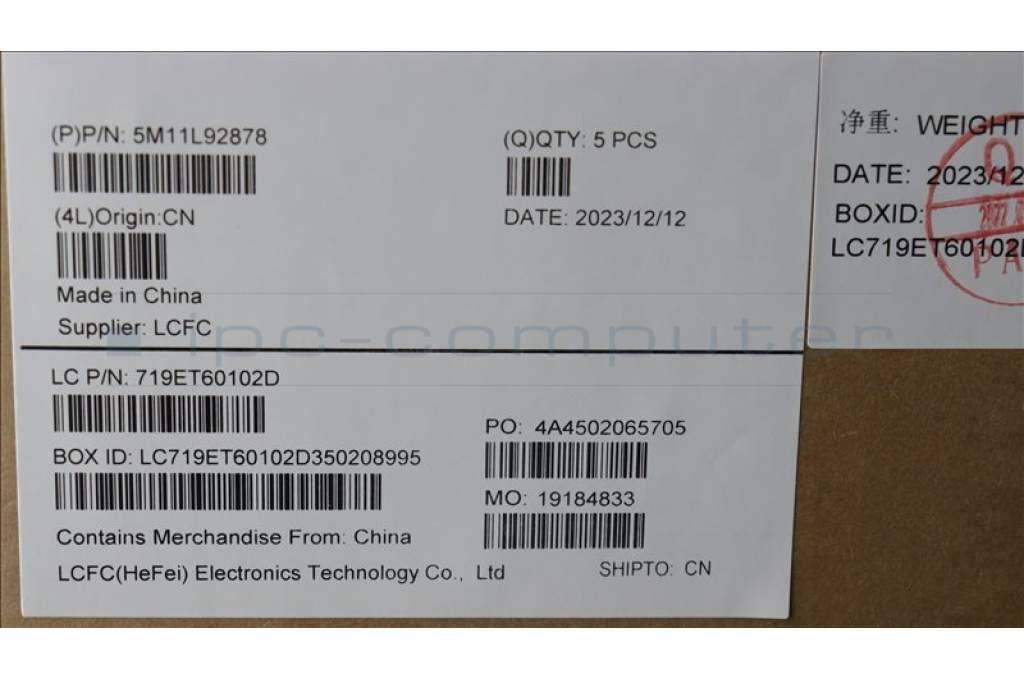 (P)P/N: 5M11L92878
(Q)QTY: 5 PCS
(4L)Origin:CN
DATE: 2023/12/12
Made in China
Supplier: LCFC
LC P/N: 719ET60102D
PO: 4A4502065705
BOX ID: LC719ET60102D350208995
MO: 19184833
Contains Merchandise From: China
LCFC(HeFei) Electronics Technology Co., Ltd
SHIPTO: CN
净重: WEIGHT
DATE: 2023/12
BOXID:
LC719ET60102
ipc-computer